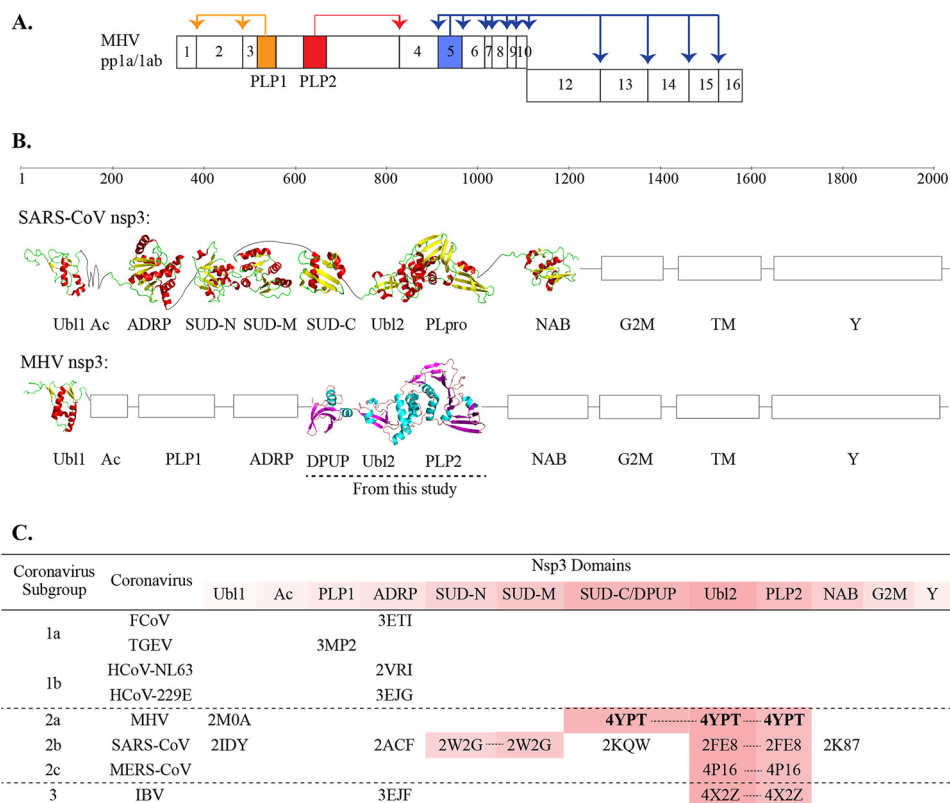 A.
MHV
pp1a/1ab
1 2 3 4 5 6 7 8 9 10
12 13 14 15 16
PLP1 PLP2
B.
1 200 400 600 800 1000 1200 1400 1600 1800 2000
SARS-CoV nsp3:
Ubl1 Ac ADRP SUD-N SUD-M SUD-C Ubl2 PLpro NAB G2M TM Y
MHV nsp3:
Ubl1 Ac PLP1 ADRP DPUP Ubl2 PLP2 NAB G2M TM Y
From this study
C.
Coronavirus Subgroup Coronavirus Nsp3 Domains
Ubl1 Ac PLP1 ADRP SUD-N SUD-M SUD-C/DPUP Ubl2 PLP2 NAB G2M Y
1a FCoV 3ETI
TGEV 3MP2
1b HCoV-NL63 2VRI
HCoV-229E 3EJG
2a MHV 2M0A 4YPT 4YPT 4YPT
2b SARS-CoV 2IDY 2ACF 2W2G 2W2G 2KQW 2FE8 2FE8 2K87
2c MERS-CoV 4P16 4P16
3 IBV 3EJF 4X2Z 4X2Z